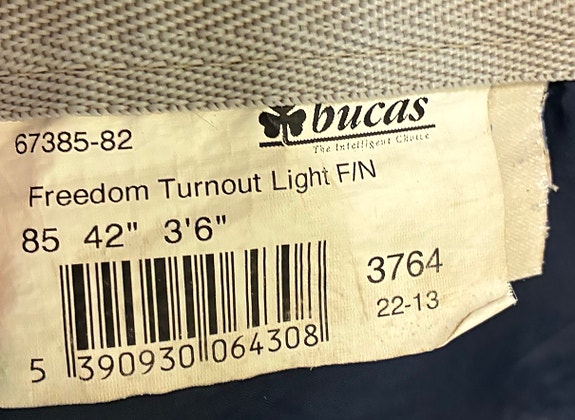 bucas
67385-82
The Intelligent Choice
Freedom Turnout Light F/N
85 42" 3'6"
3764
22-13
5 390930 064308